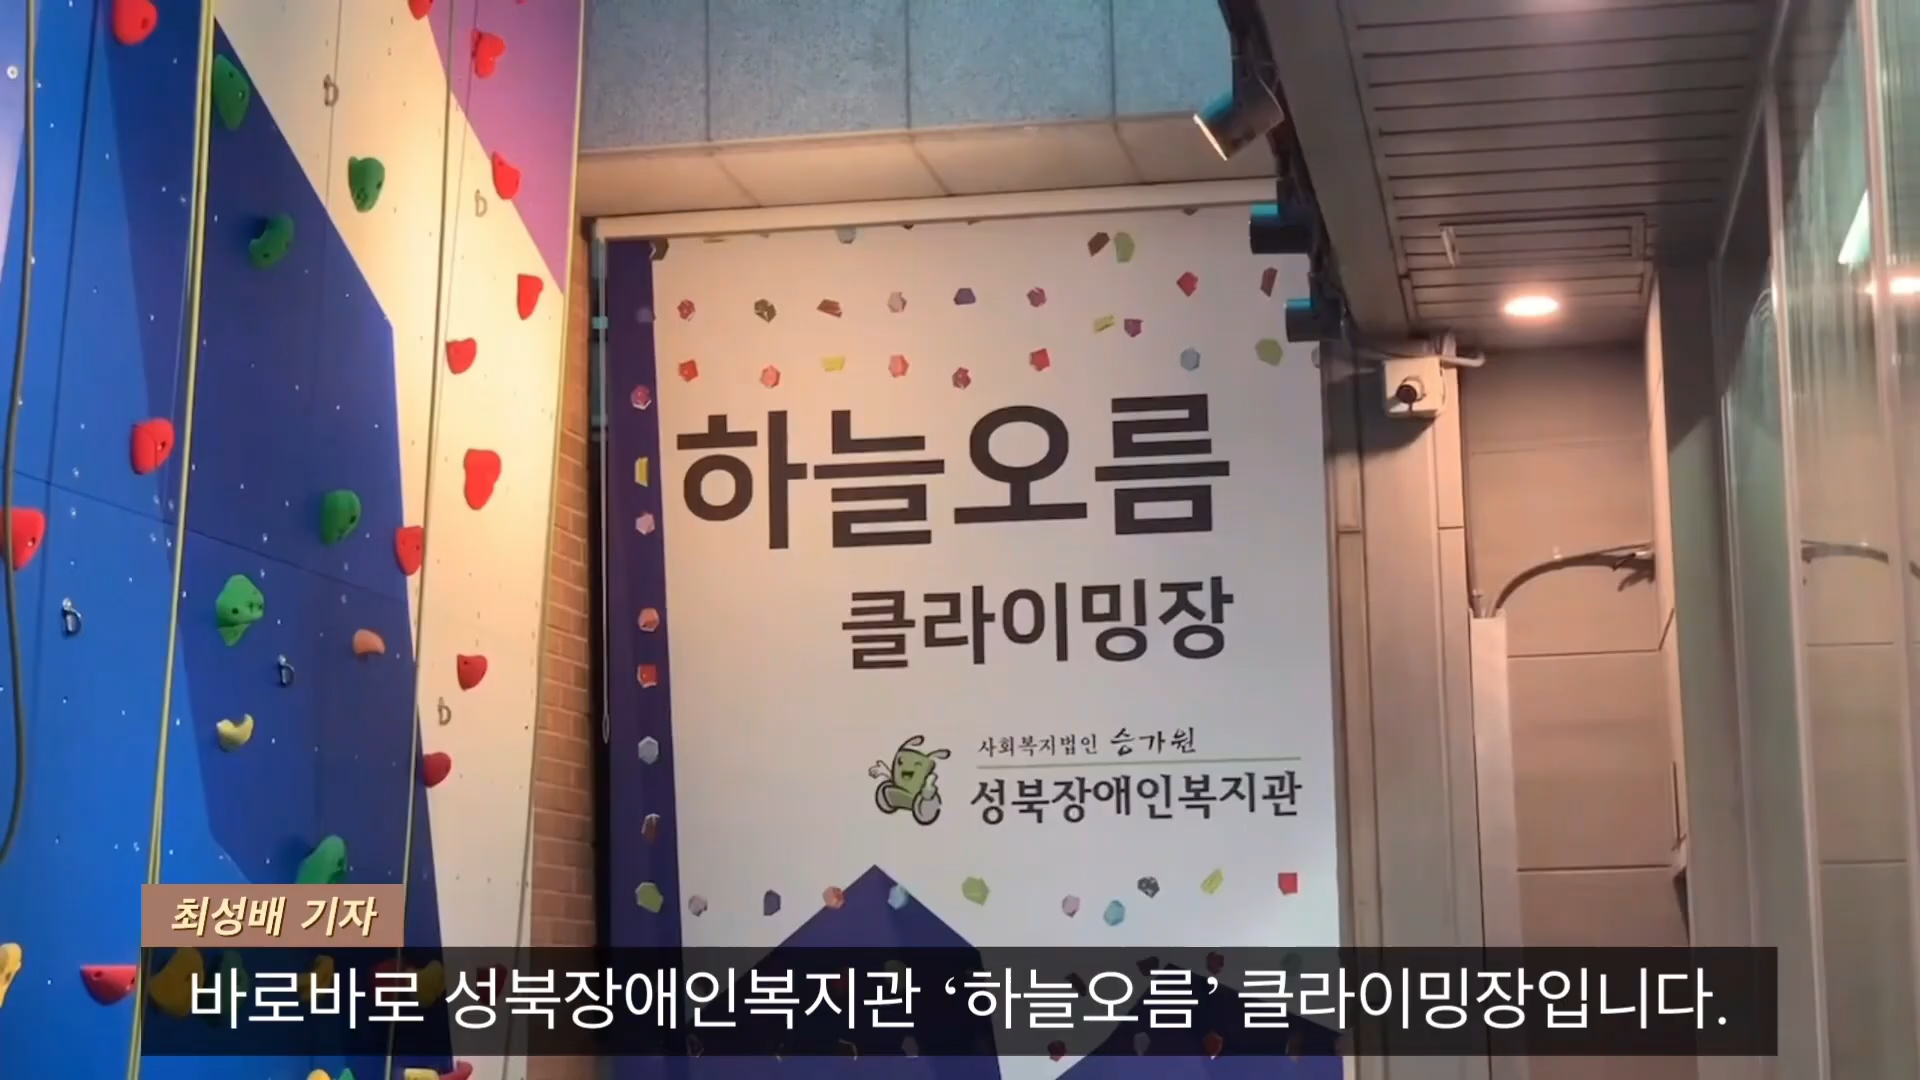 하늘오름
클라이밍장
사회복지법인 승가원
성북장애인복지관
최성배 기자
바로바로 성북장애인복지관 ‘하늘오름’ 클라이밍장입니다.